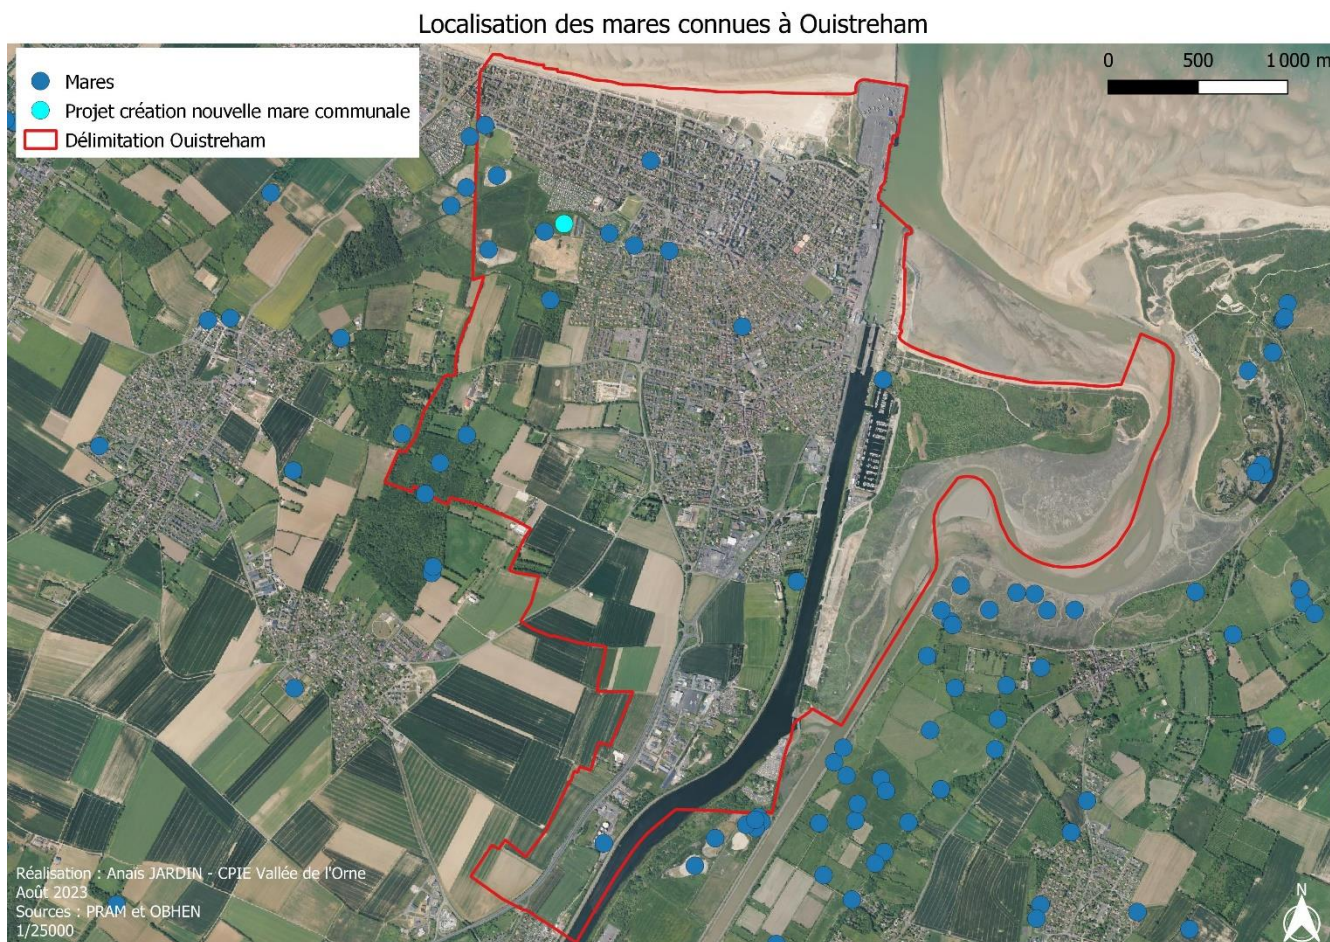 Localisation des mares connues à Ouistreham
Mares
Projet création nouvelle mare communale
Délimitation Ouistreham
0 500 1 000 m
Réalisation : Anaïs JARDIN - CPIE Vallée de l'Orne
Août 2023
Sources : PRAM et OBHEN
1/25000
N